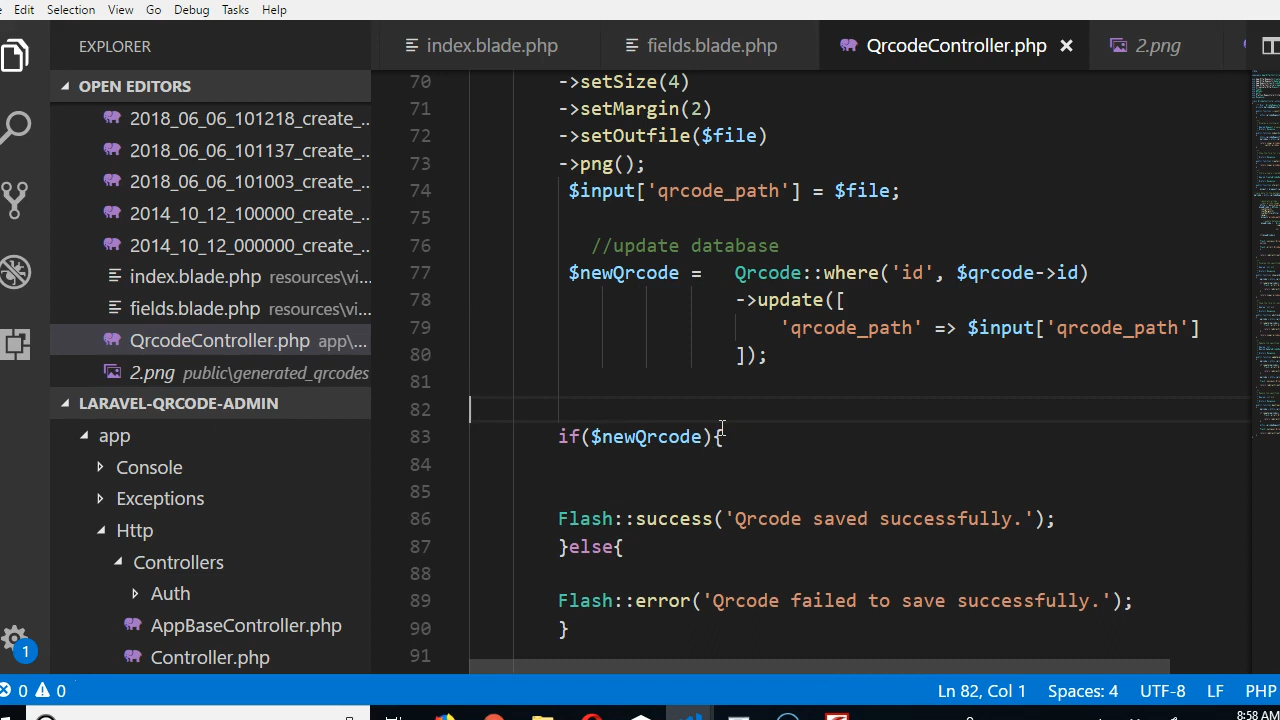 Edit Selection View Go Debug Tasks Help
EXPLORER
index.blade.php fields.blade.php QrcodeController.php 2.png
OPEN EDITORS
2018_06_06_101218_create_...
2018_06_06_101137_create_...
2018_06_06_101003_create_...
2014_10_12_100000_create_...
2014_10_12_000000_create_...
index.blade.php resources\vi...
fields.blade.php resources\vi...
QrcodeController.php app\...
2.png public\generated_qrcodes
LARAVEL-QRCODE-ADMIN
app
Console
Exceptions
Http
Controllers
Auth
AppBaseController.php
Controller.php
1
70 ->setSize(4)
71 ->setMargin(2)
72 ->setOutfile($file)
73 ->png();
74 $input['qrcode_path'] = $file;
75
76 //update database
77 $newQrcode = Qrcode::where('id', $qrcode->id)
78 ->update([
79 'qrcode_path' => $input['qrcode_path']
80 ]);
81
82
83 if($newQrcode){
84
85
86 Flash::success('Qrcode saved successfully.');
87 }else{
88
89 Flash::error('Qrcode failed to save successfully.');
90 }
91
0 0 Ln 82, Col 1 Spaces: 4 UTF-8 LF PHP
8:58 AM